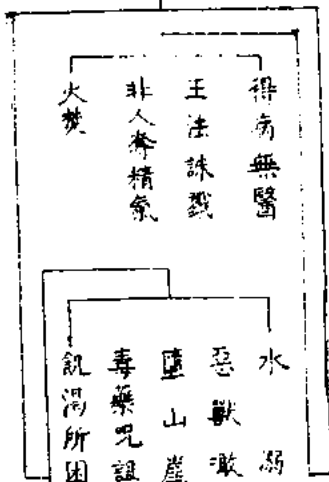 得病無醫
王法誅戮
非人奪精氣
火焚
水溺
惡獸噉
墮山崖
毒藥咒詛
飢渴所困